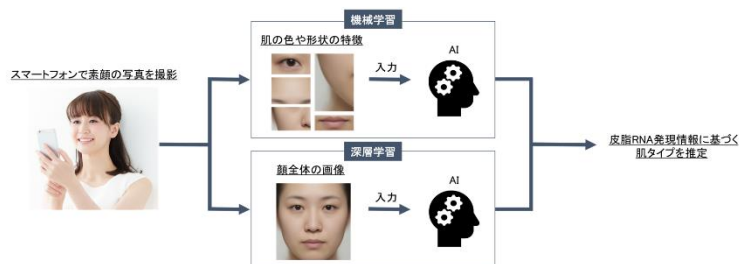 スマートフォンで素顔の写真を撮影
機械学習
肌の色や形状の特徴
入力
AI
深層学習
顔全体の画像
入力
AI
皮脂RNA発現情報に基づく
肌タイプを推定